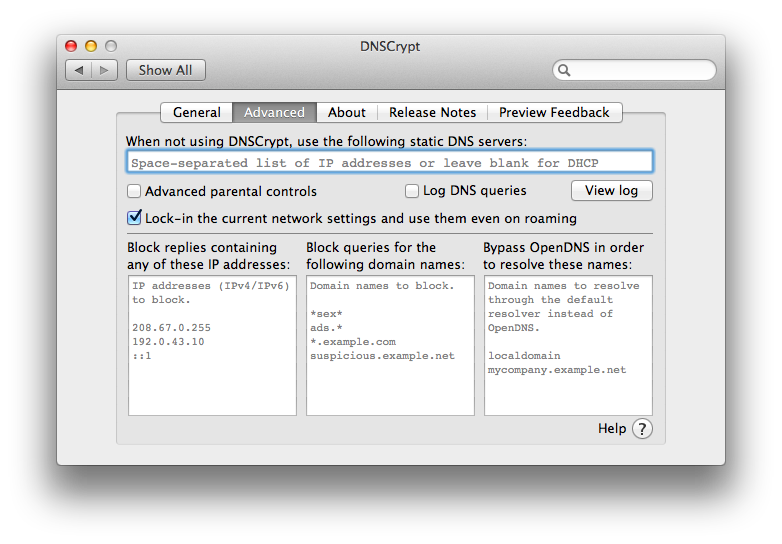 DNSCrypt
Show All
General Advanced About Release Notes Preview Feedback
When not using DNSCrypt, use the following static DNS servers:
Space-separated list of IP addresses or leave blank for DHCP
Advanced parental controls
Log DNS queries
View log
Lock-in the current network settings and use them even on roaming
Block replies containing
any of these IP addresses:
IP addresses (IPv4/IPv6)
to block.
208.67.0.255
192.0.43.10
::1
Block queries for the
following domain names:
Domain names to block.
*sex*
ads.*
*.example.com
suspicious.example.net
Bypass OpenDNS in order
to resolve these names:
Domain names to resolve
through the default
resolver instead of
OpenDNS.
localdomain
mycompany.example.net
Help ?